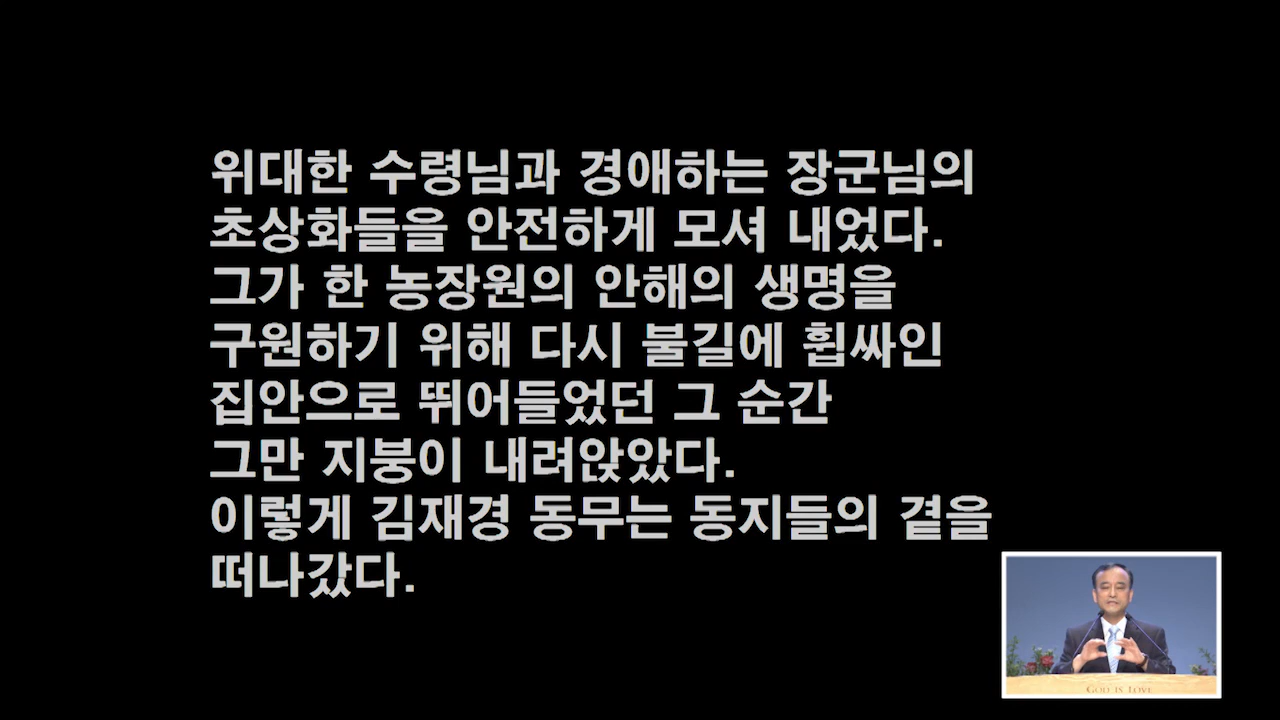 위대한 수령님과 경애하는 장군님의
초상화들을 안전하게 모셔 내었다.
그가 한 농장원의 안해의 생명을
구원하기 위해 다시 불길에 휩싸인
집안으로 뛰어들었던 그 순간
그만 지붕이 내려앉았다.
이렇게 김재경 동무는 동지들의 곁을
떠나갔다.
GOD IS LOVE